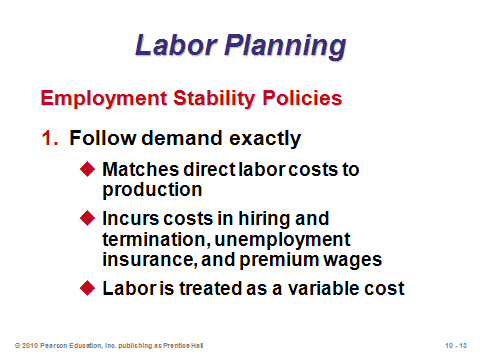 Labor Planning
Employment Stability Policies
1. Follow demand exactly
◆ Matches direct labor costs to
production
◆ Incurs costs in hiring and
termination, unemployment
insurance, and premium wages
◆ Labor is treated as a variable cost
© 2010 Pearson Education, Inc. publishing as Prentice Hall
10 - 13